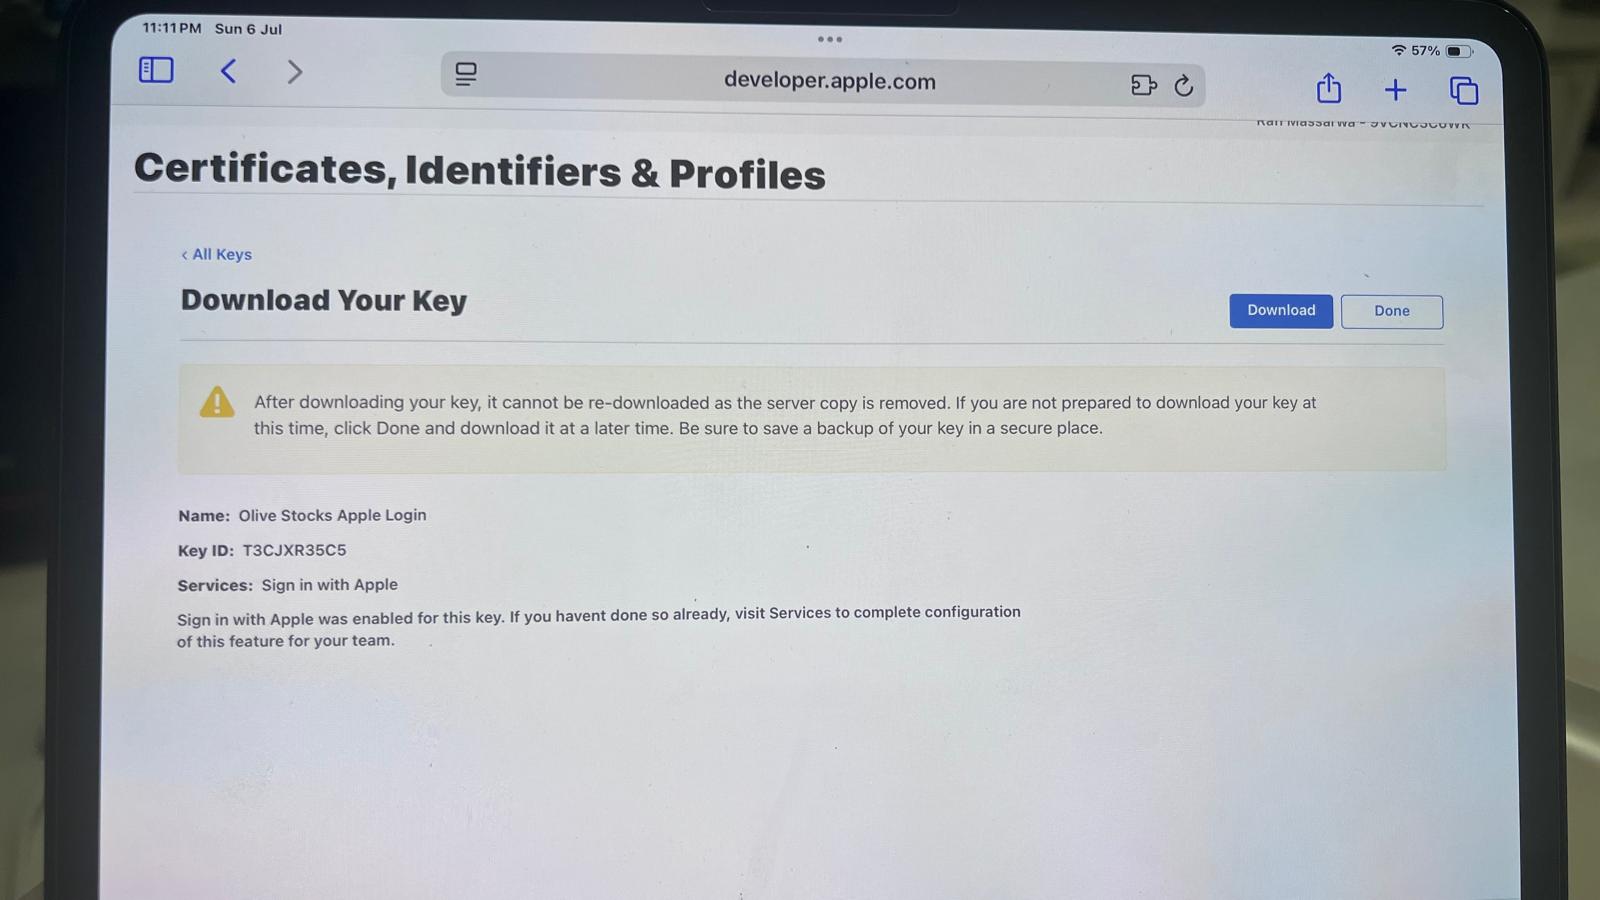 11:11 PM Sun 6 Jul
57%
developer.apple.com
Certificates, Identifiers & Profiles
‹ All Keys
Download Your Key
Download
Done
After downloading your key, it cannot be re-downloaded as the server copy is removed. If you are not prepared to download your key at
this time, click Done and download it at a later time. Be sure to save a backup of your key in a secure place.
Name: Olive Stocks Apple Login
Key ID: T3CJXR35C5
Services: Sign in with Apple
Sign in with Apple was enabled for this key. If you havent done so already, visit Services to complete configuration
of this feature for your team.